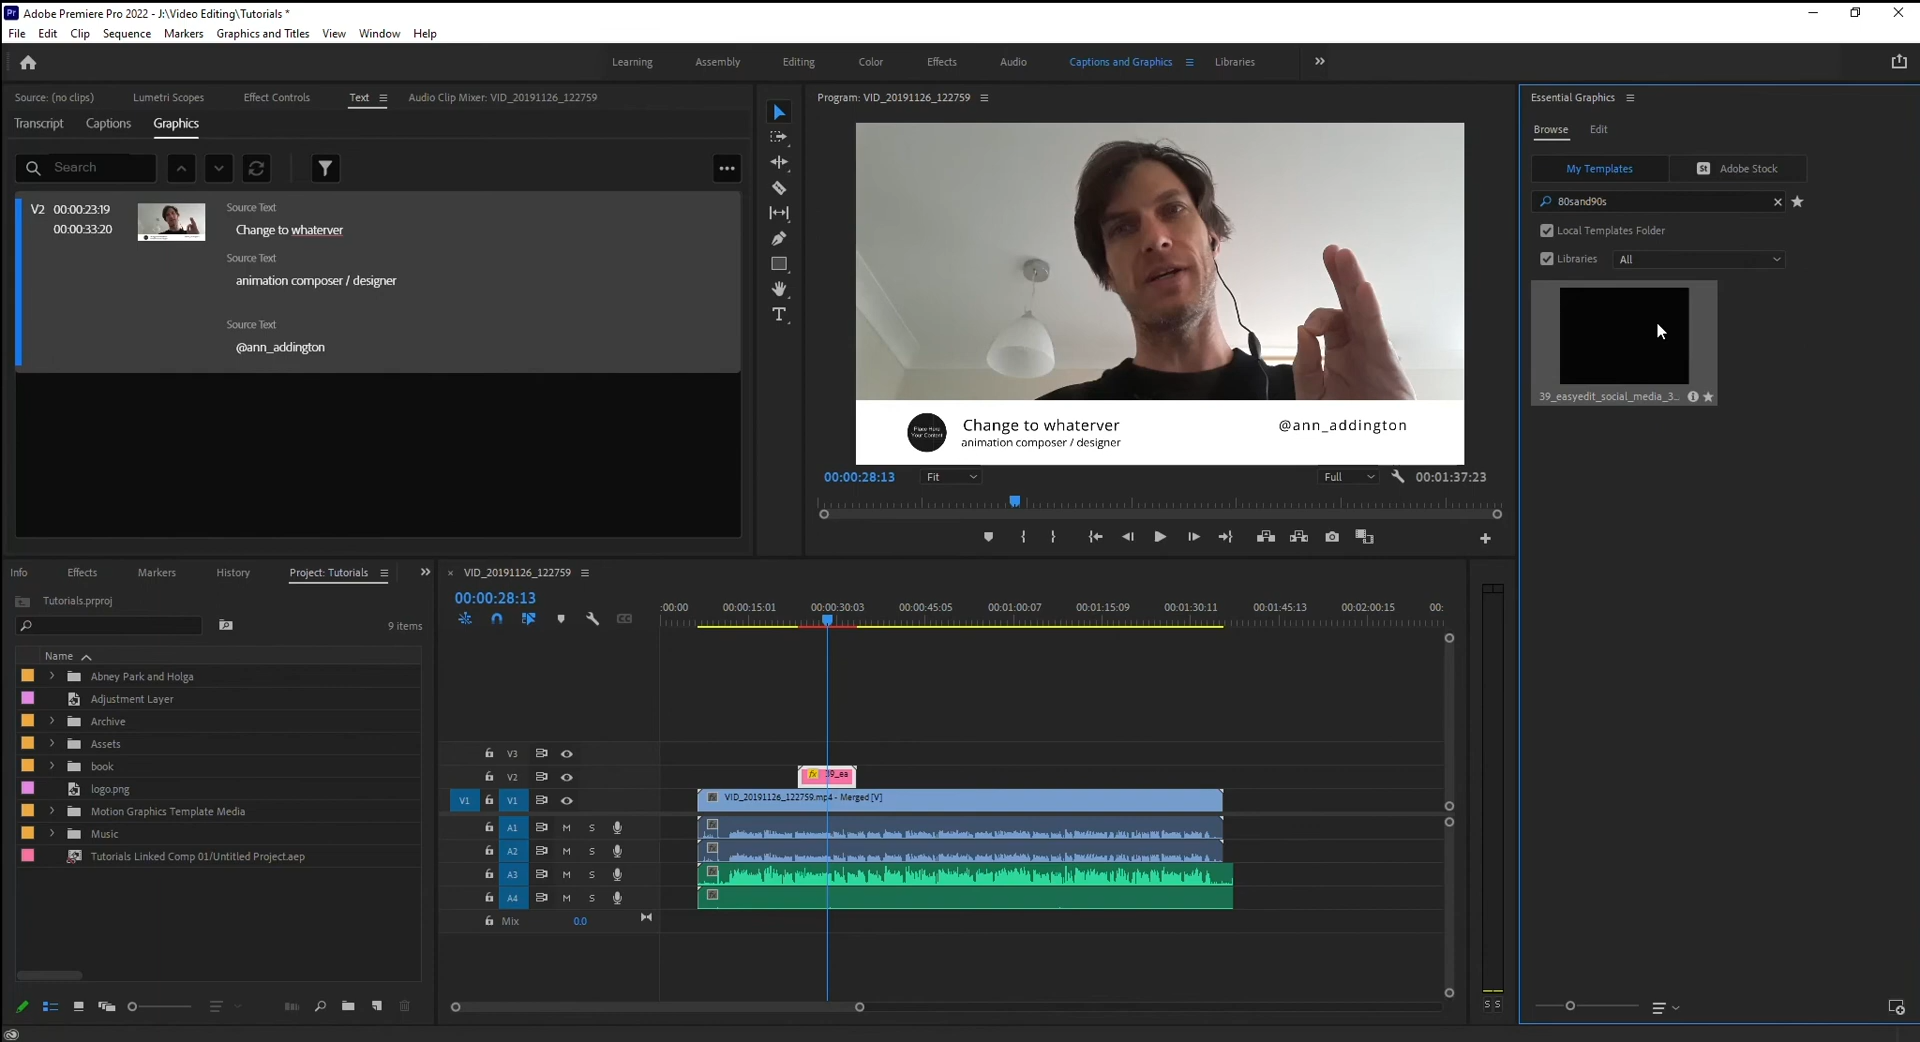 Adobe Premiere Pro 2022 - J:\Video Editing\Tutorials *
File Edit Clip Sequence Markers Graphics and Titles View Window Help
Learning Assembly Editing Color Effects Audio Captions and Graphics Libraries
Source: (no clips) Lumetri Scopes Effect Controls Text Audio Clip Mixer: VID_20191126_122759
Transcript Captions Graphics
Search
V2 00:00:23:19
00:00:33:20
Source Text
Change to whaterver
Source Text
animation composer / designer
Source Text
@ann_addington
Program: VID_20191126_122759
Place Here
Your Content
Change to whaterver
animation composer / designer
@ann_addington
00:00:28:13 Fit Full 00:01:37:23
Essential Graphics
Browse Edit
My Templates St Adobe Stock
80sand90s
Local Templates Folder
Libraries All
39_easyedit_social_media_3...
Info Effects Markers History Project: Tutorials
Tutorials.prproj
9 items
Name
Abney Park and Holga
Adjustment Layer
Archive
Assets
book
logo.png
Motion Graphics Template Media
Music
Tutorials Linked Comp 01/Untitled Project.aep
VID_20191126_122759
00:00:28:13
:00:00 00:00:15:01 00:00:30:03 00:00:45:05 00:01:00:07 00:01:15:09 00:01:30:11 00:01:45:13 00:02:00:15 00:
V3
V2 fx 39_ea
V1 V1 VID_20191126_122759.mp4 - Merged [V]
A1 M S
A2 M S
A3 M S
A4 M S
Mix 0.0
S S